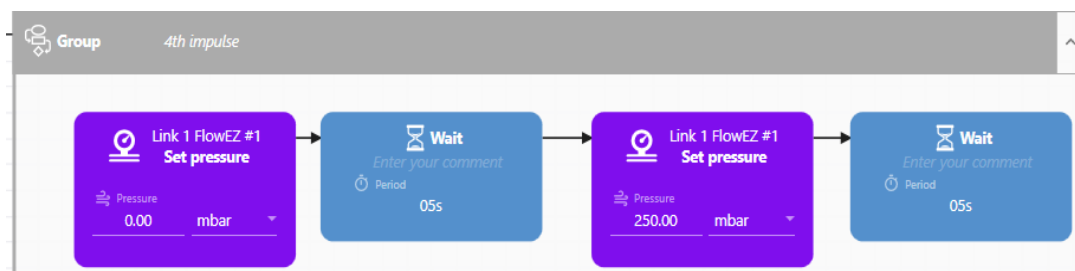 Group 4th impulse
Link 1 FlowEZ #1
Set pressure
Pressure
0.00 mbar
Wait
Enter your comment
Period
05s
Link 1 FlowEZ #1
Set pressure
Pressure
250.00 mbar
Wait
Enter your comment
Period
05s